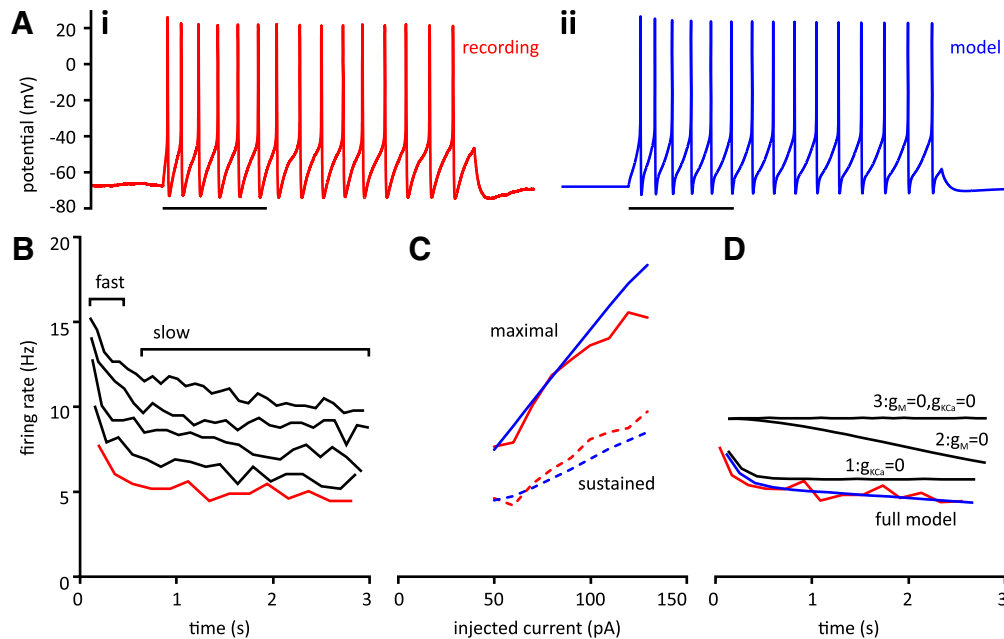 A i ii
20
0
-20
-40
-60
-80
potential (mV)
recording
model
B C D
20
15
10
5
0
firing rate (Hz)
fast
slow
maximal
sustained
3:gM=0,gKCa=0
2:gM=0
1:gKCa=0
full model
0 1 2 3
time (s)
0 50 100 150
injected current (pA)
0 1 2 3
time (s)